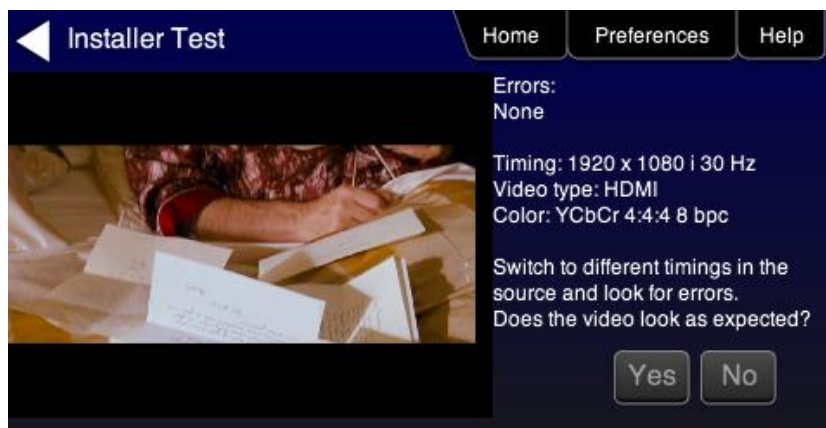 Installer Test
Home
Preferences
Help
Errors:
None
Timing: 1920 x 1080 i 30 Hz
Video type: HDMI
Color: YCbCr 4:4:4 8 bpc
Switch to different timings in the
source and look for errors.
Does the video look as expected?
Yes
No